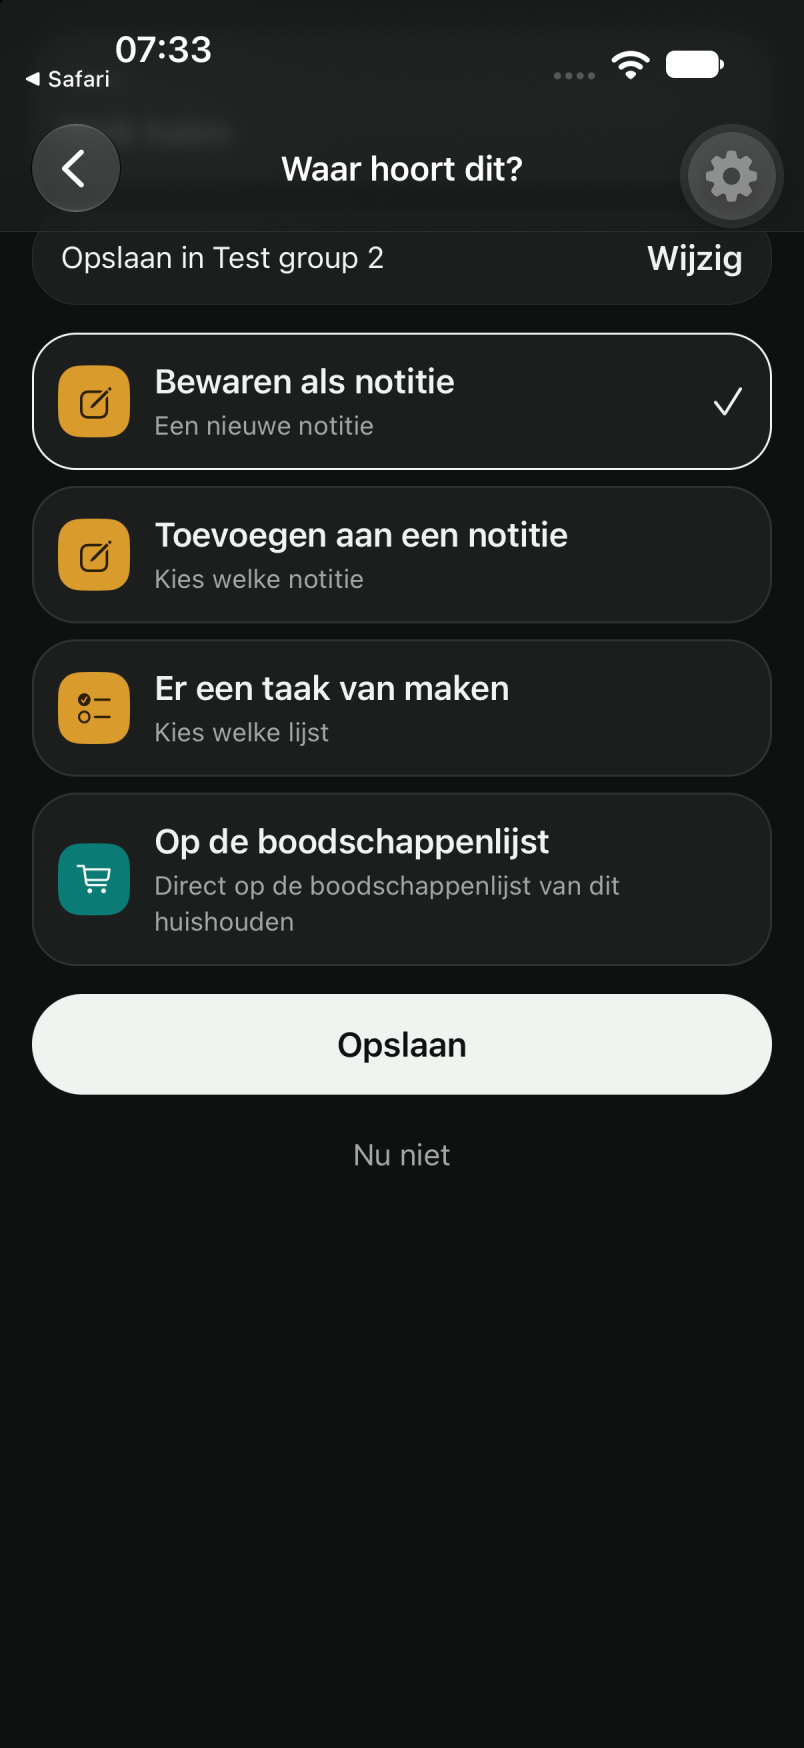 07:33
Safari
Waar hoort dit?
Opslaan in Test group 2
Wijzig
Bewaren als notitie
Een nieuwe notitie
Toevoegen aan een notitie
Kies welke notitie
Er een taak van maken
Kies welke lijst
Op de boodschappenlijst
Direct op de boodschappenlijst van dit
huishouden
Opslaan
Nu niet